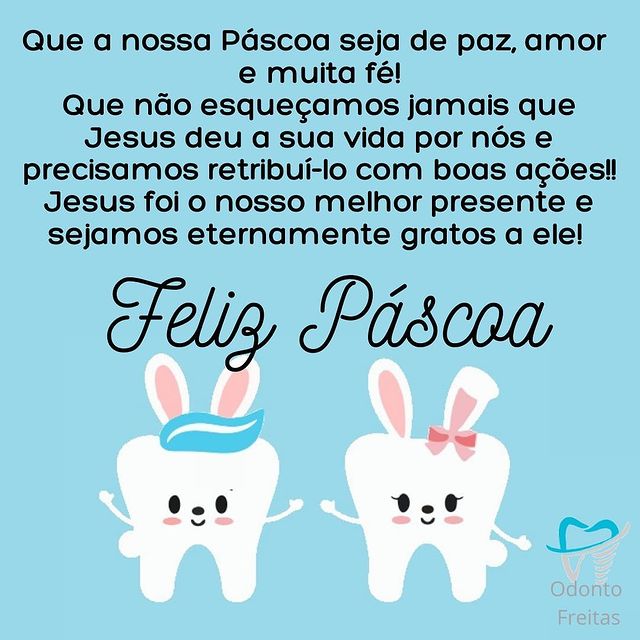 Que a nossa Páscoa seja de paz, amor
e muita fé!
Que não esqueçamos jamais que
Jesus deu a sua vida por nós e
precisamos retribuí-lo com boas ações!!
Jesus foi o nosso melhor presente e
sejamos eternamente gratos a ele!
Feliz Páscoa
Odonto
Freitas